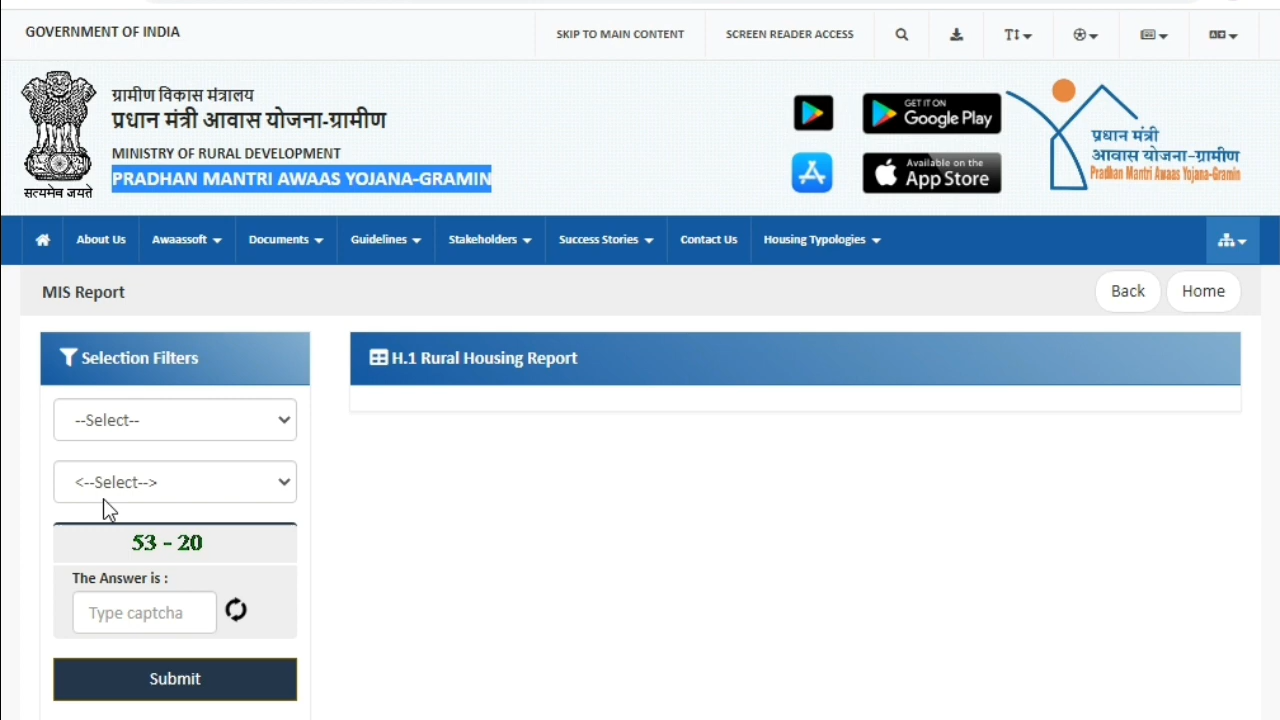 GOVERNMENT OF INDIA
SKIP TO MAIN CONTENT
SCREEN READER ACCESS
ग्रामीण विकास मंत्रालय
प्रधान मंत्री आवास योजना-ग्रामीण
MINISTRY OF RURAL DEVELOPMENT
PRADHAN MANTRI AWAAS YOJANA-GRAMIN
सत्यमेव जयते
GET IT ON
Google Play
Available on the
App Store
प्रधान मंत्री
आवास योजना-ग्रामीण
Pradhan Mantri Awaas Yojana-Gramin
About Us
Awaassoft
Documents
Guidelines
Stakeholders
Success Stories
Contact Us
Housing Typologies
MIS Report
Back
Home
Selection Filters
H.1 Rural Housing Report
--Select--
<--Select-->
53 - 20
The Answer is :
Type captcha
Submit